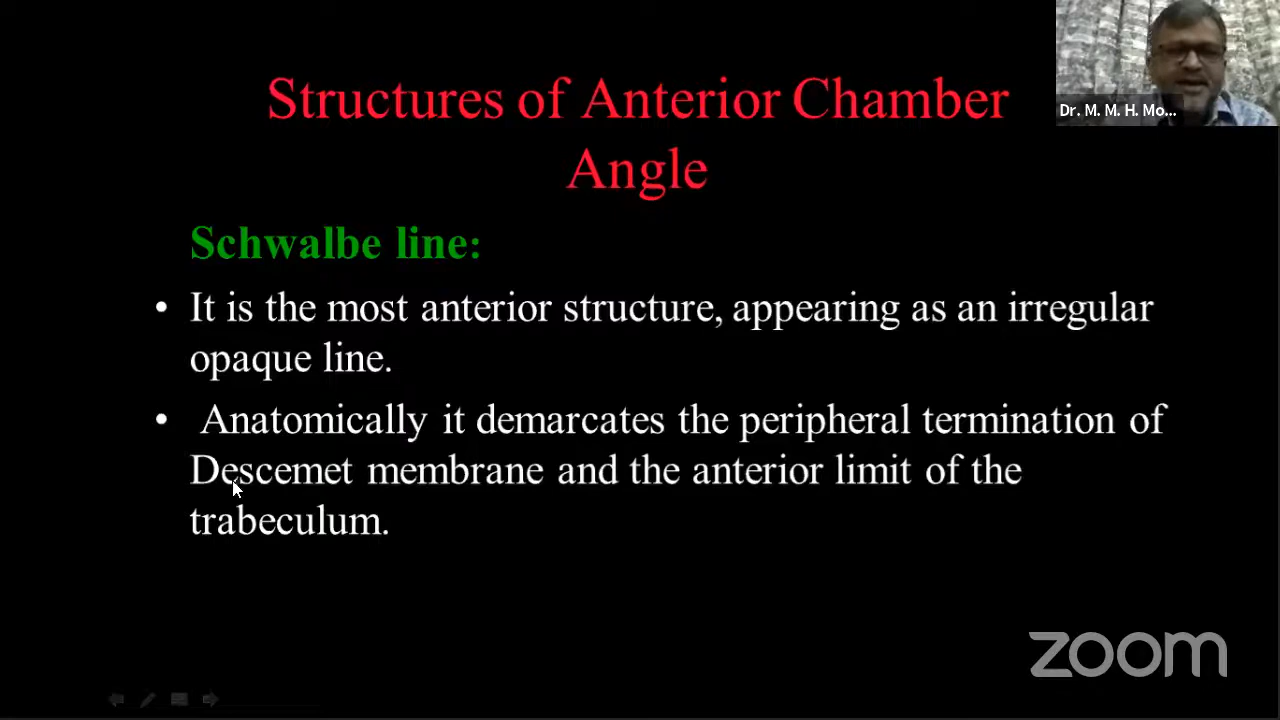 Structures of Anterior Chamber
Angle
Dr. M. M. H. Mo...
Schwalbe line:
• It is the most anterior structure, appearing as an irregular
opaque line.
• Anatomically it demarcates the peripheral termination of
Descemet membrane and the anterior limit of the
trabeculum.
zoom